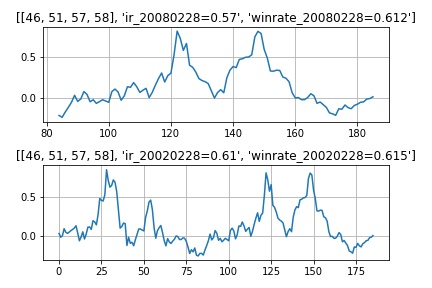 [[46, 51, 57, 58], 'ir_20080228=0.57', 'winrate_20080228=0.612']
0.5
0.0
80 100 120 140 160 180
[[46, 51, 57, 58], 'ir_20020228=0.61', 'winrate_20020228=0.615']
0.5
0.0
0 25 50 75 100 125 150 175